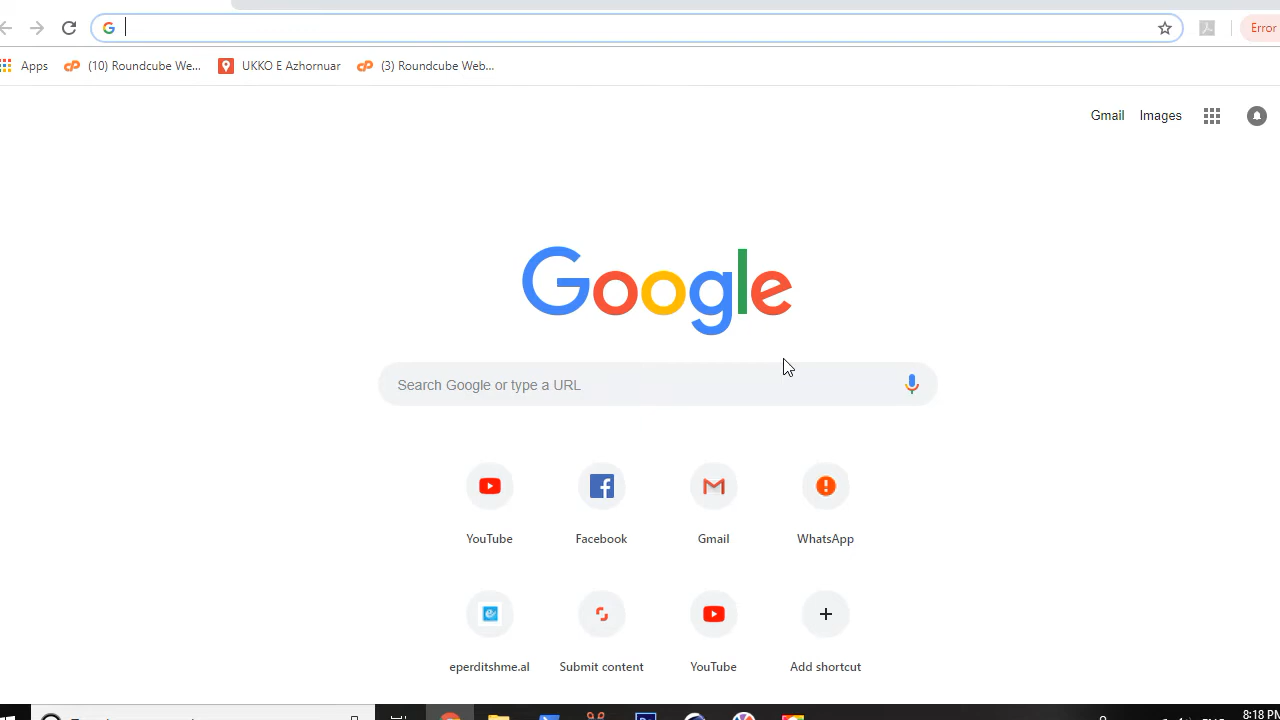 Error
Apps
(10) Roundcube We...
UKKO E Azhornuar
(3) Roundcube Web...
Gmail
Images
Google
Search Google or type a URL
YouTube
Facebook
Gmail
WhatsApp
eperditshme.al
Submit content
YouTube
Add shortcut
8:18 PM